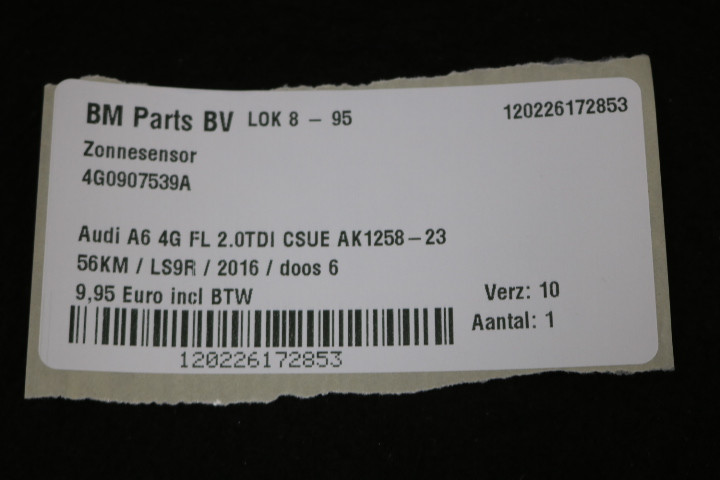 BM Parts BV LOK 8 - 95 120226172853
Zonnesensor
4G0907539A
Audi A6 4G FL 2.0TDI CSUE AK1258-23
56KM / LS9R / 2016 / doos 6
9,95 Euro incl BTW Verz: 10
Aantal: 1
120226172853